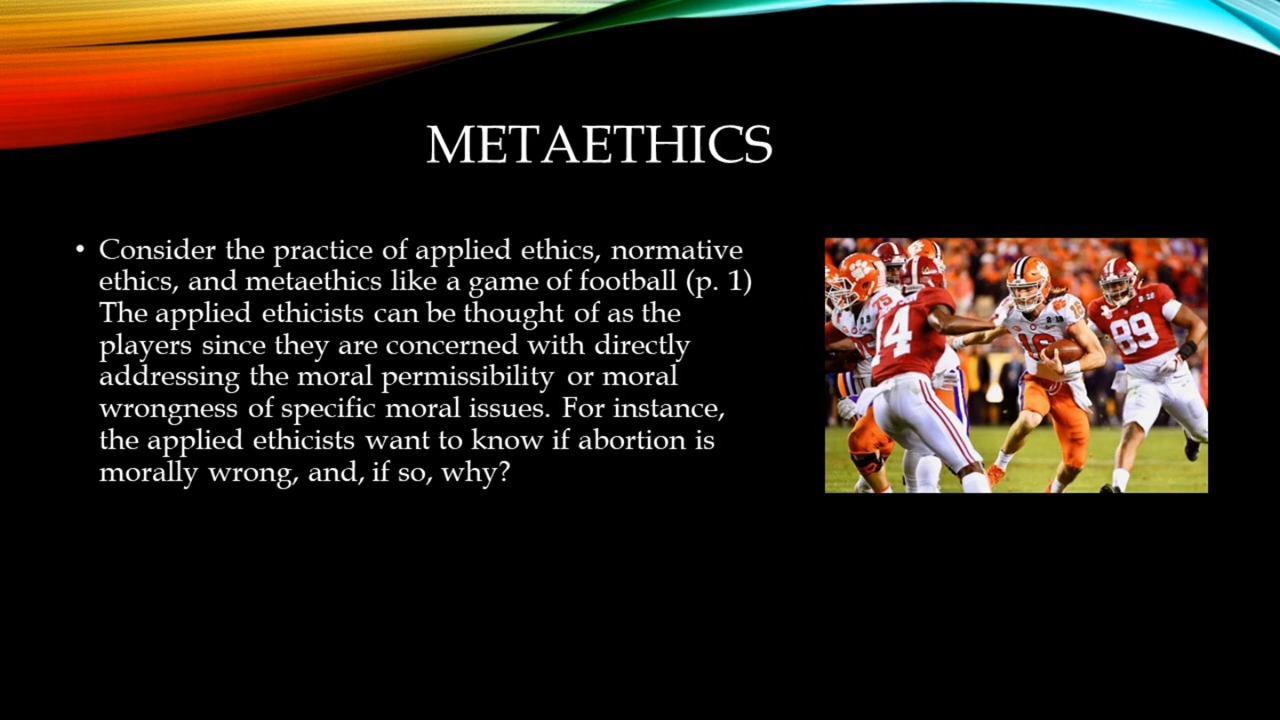 METAETHICS
• Consider the practice of applied ethics, normative
ethics, and metaethics like a game of football (p. 1)
The applied ethicists can be thought of as the
players since they are concerned with directly
addressing the moral permissibility or moral
wrongness of specific moral issues. For instance,
the applied ethicists want to know if abortion is
morally wrong, and, if so, why?
75
14
16
89